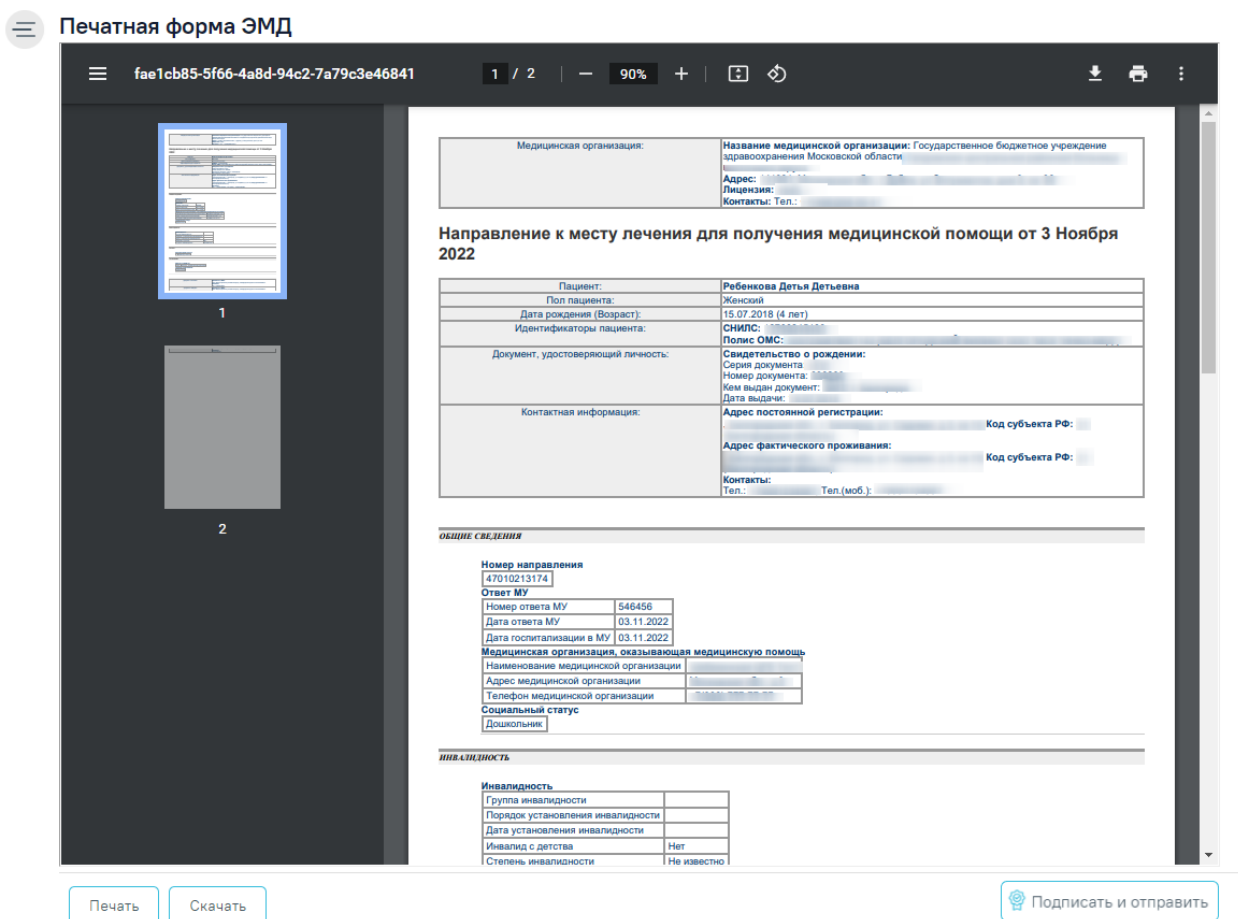 Печатная форма ЭМД
fae1cb85-5f66-4a8d-94c2-7a79c3e46841
1 / 2
90%
1
2
Медицинская организация:
Название медицинской организации: Государственное бюджетное учреждение
здравоохранения Московской области
Адрес:
Лицензия:
Контакты: Тел.:
Направление к месту лечения для получения медицинской помощи от 3 Ноября
2022
Пациент: Ребенкова Детья Детьевна
Пол пациента: Женский
Дата рождения (Возраст): 15.07.2018 (4 лет)
Идентификаторы пациента: СНИЛС:
Полис ОМС:
Документ, удостоверяющий личность: Свидетельство о рождении:
Серия документа
Номер документа:
Кем выдан документ:
Дата выдачи:
Контактная информация: Адрес постоянной регистрации:
Код субъекта РФ:
Адрес фактического проживания:
Код субъекта РФ:
Контакты:
Тел.: Тел.(моб.):
ОБЩИЕ СВЕДЕНИЯ
Номер направления
47010213174
Ответ МУ
Номер ответа МУ 546456
Дата ответа МУ 03.11.2022
Дата госпитализации в МУ 03.11.2022
Медицинская организация, оказывающая медицинскую помощь
Наименование медицинской организации
Адрес медицинской организации
Телефон медицинской организации
Социальный статус
Дошкольник
ИНВАЛИДНОСТЬ
Инвалидность
Группа инвалидности
Порядок установления инвалидности
Дата установления инвалидности
Инвалид с детства Нет
Степень инвалидности Не известно
Печать
Скачать
Подписать и отправить